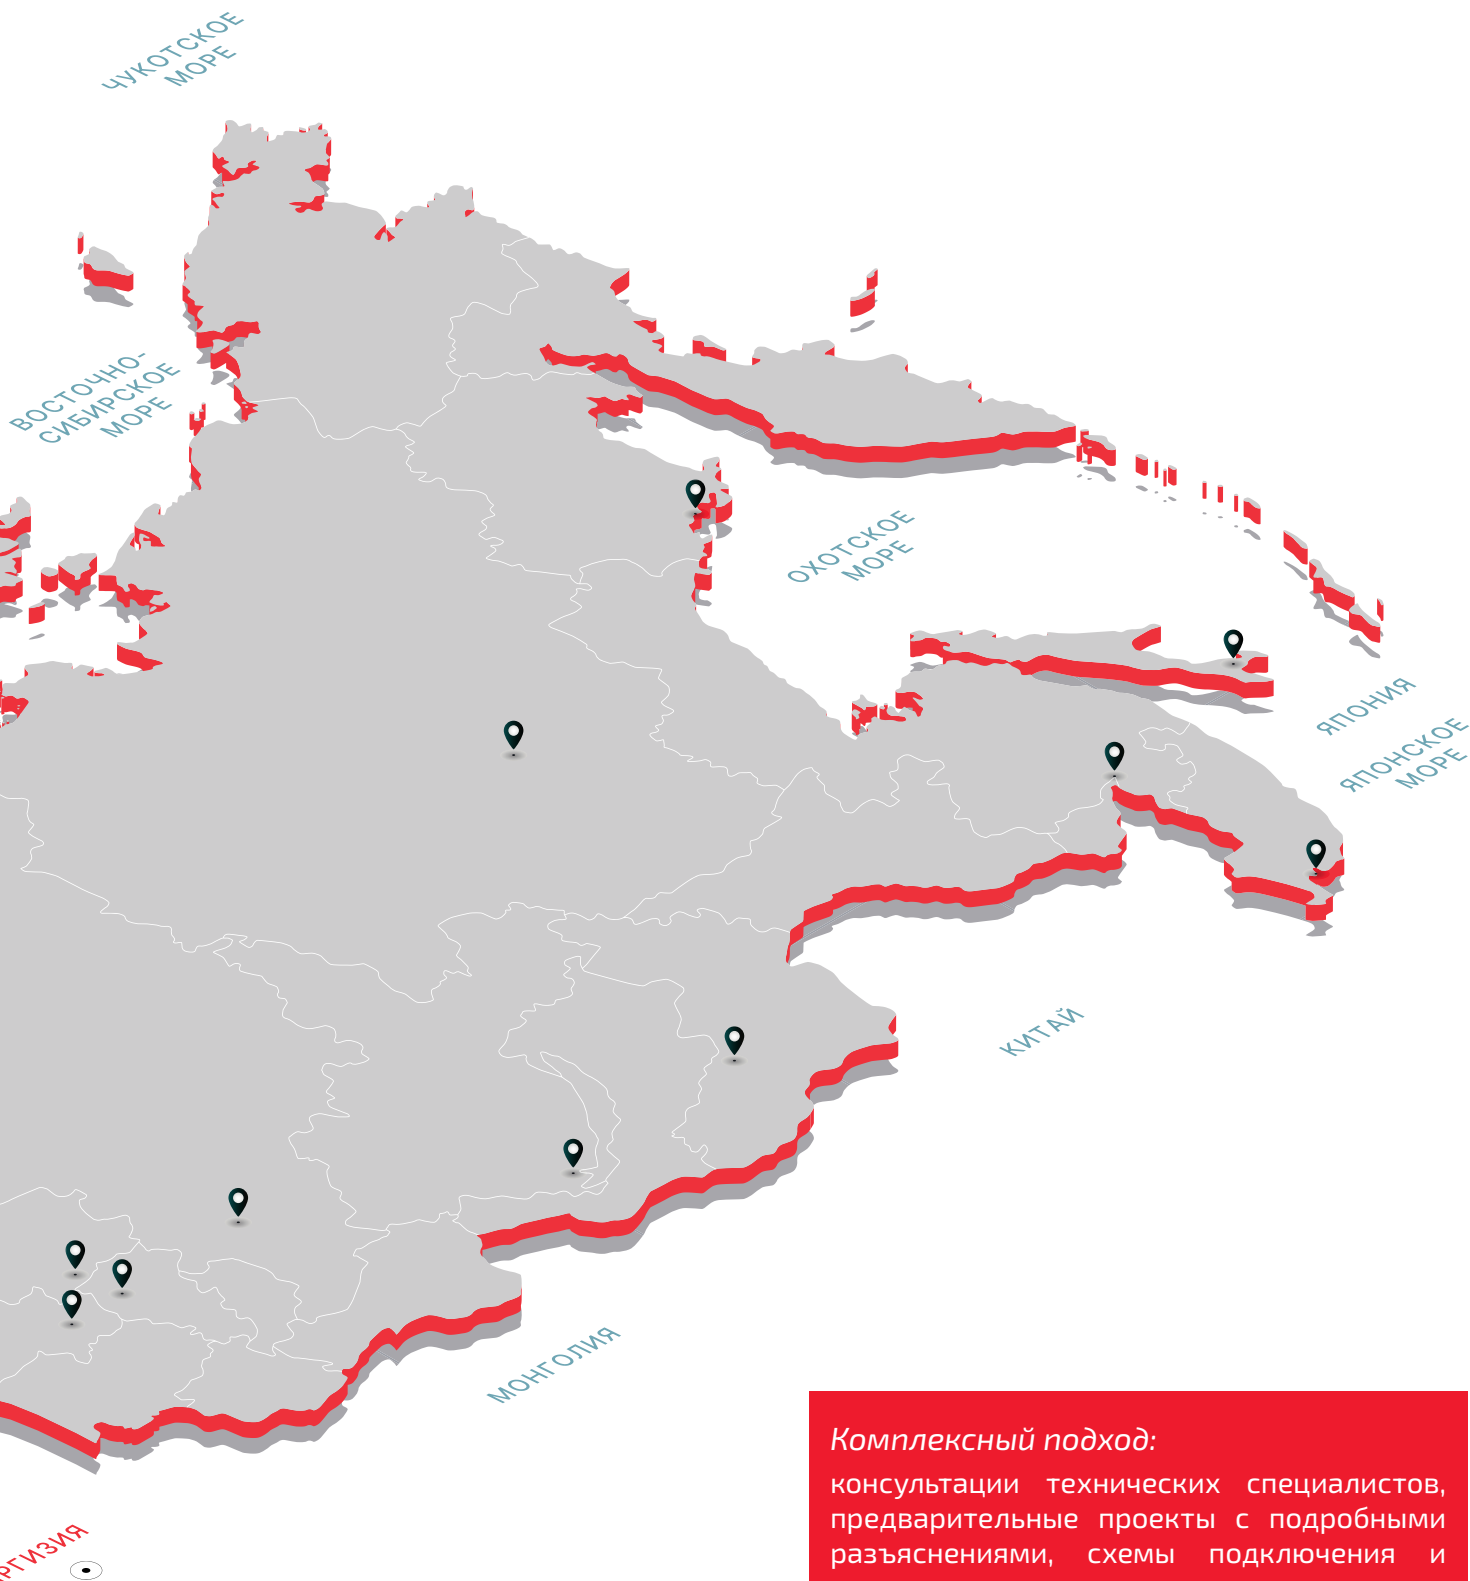 ЧУКОТСКОЕ
МОРЕ
ВОСТОЧНО-
СИБИРСКОЕ
МОРЕ
ОХОТСКОЕ
МОРЕ
ЯПОНИЯ
ЯПОНСКОЕ
МОРЕ
КИТАЙ
МОНГОЛИЯ
РГИЗИЯ
Комплексный подход:
консультации технических специалистов,
предварительные проекты с подробными
разъяснениями, схемы подключения и